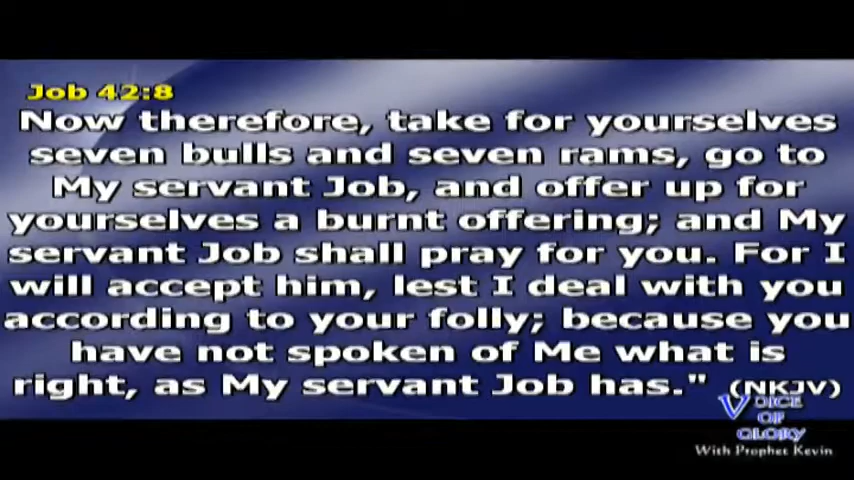 Job 42:8
Now therefore, take for yourselves
seven bulls and seven rams, go to
My servant Job, and offer up for
yourselves a burnt offering; and My
servant Job shall pray for you. For I
will accept him, lest I deal with you
according to your folly; because you
have not spoken of Me what is
right, as My servant Job has." (NKJV)
VOICE
OF
GLORY
With Prophet Kevin